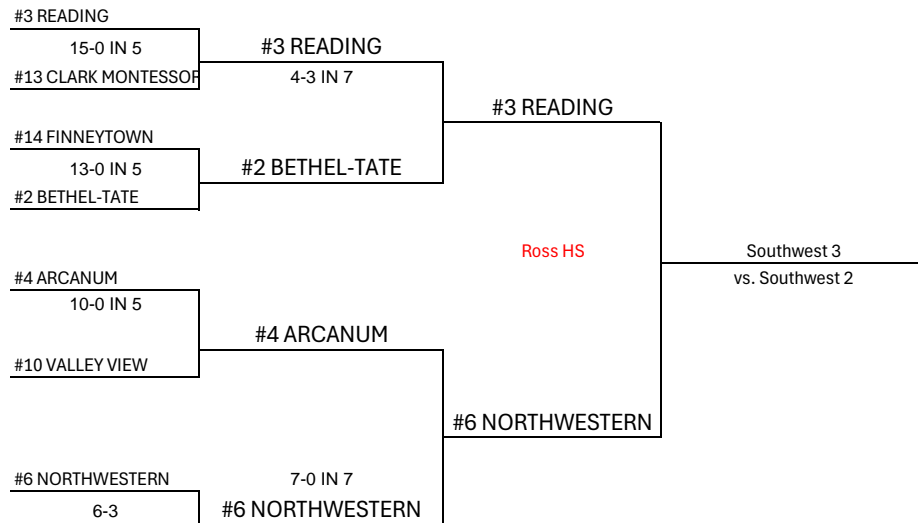 #3 READING
15-0 IN 5
#13 CLARK MONTESSOR
#3 READING
4-3 IN 7
#3 READING
#14 FINNEYTOWN
13-0 IN 5
#2 BETHEL-TATE
#2 BETHEL-TATE
Ross HS
Southwest 3
vs. Southwest 2
#4 ARCANUM
10-0 IN 5
#4 ARCANUM
#10 VALLEY VIEW
#6 NORTHWESTERN
#6 NORTHWESTERN
6-3
7-0 IN 7
#6 NORTHWESTERN